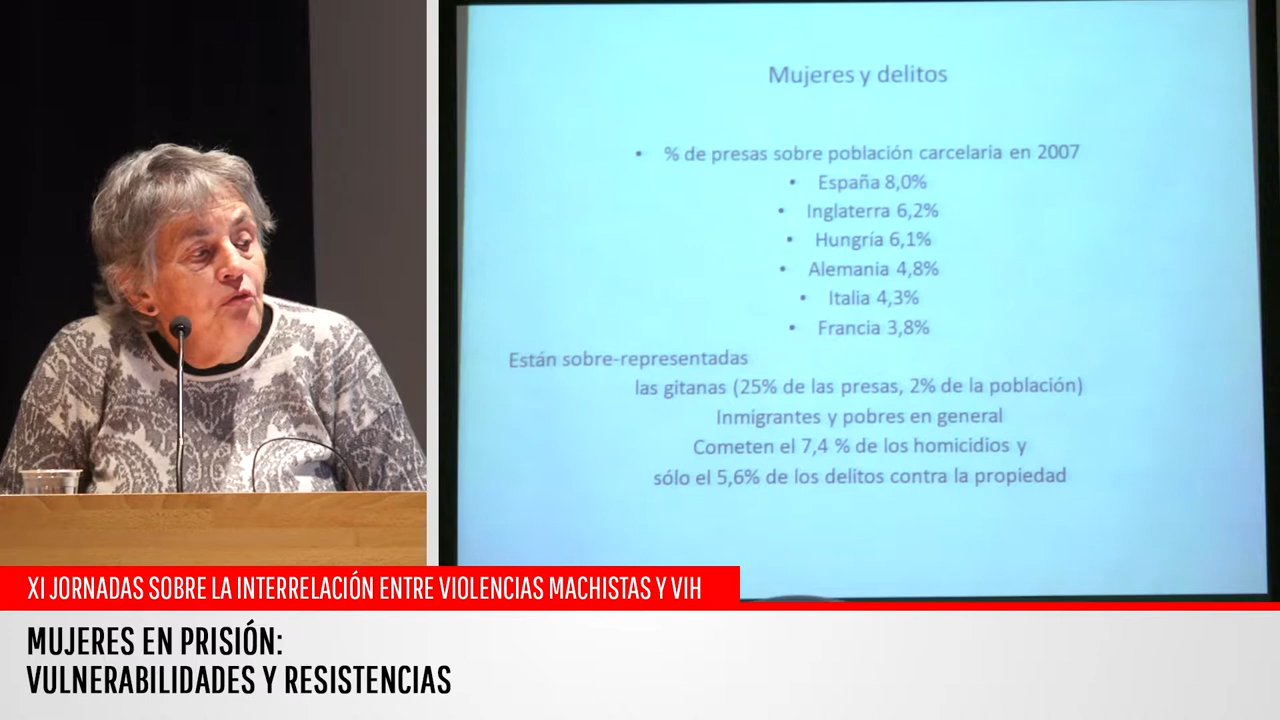 Mujeres y delitos
• % de presas sobre población carcelaria en 2007
• España 8,0%
• Inglaterra 6,2%
• Hungría 6,1%
• Alemania 4,8%
• Italia 4,3%
• Francia 3,8%
Están sobre-representadas
las gitanas (25% de las presas, 2% de la población)
Inmigrantes y pobres en general
Cometen el 7,4 % de los homicidios y
sólo el 5,6% de los delitos contra la propiedad
XI JORNADAS SOBRE LA INTERRELACIÓN ENTRE VIOLENCIAS MACHISTAS Y VIH
MUJERES EN PRISIÓN:
VULNERABILIDADES Y RESISTENCIAS